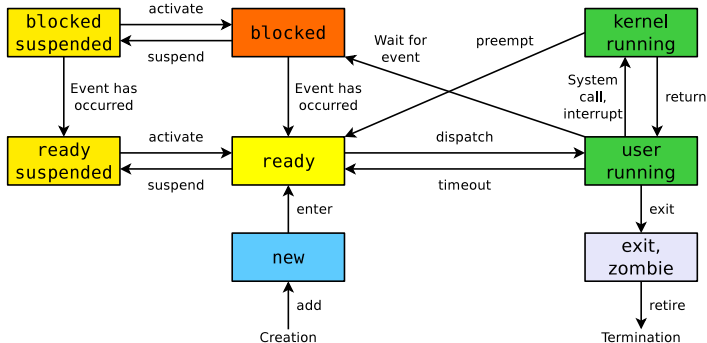 activate
blocked
suspended
blocked
kernel
running
suspend
Wait for
event
preempt
Event has
occurred
Event has
occurred
System
call,
interrupt
return
activate
dispatch
ready
suspended
ready
user
running
suspend
timeout
enter
exit
new
exit,
zombie
add
retire
Creation
Termination